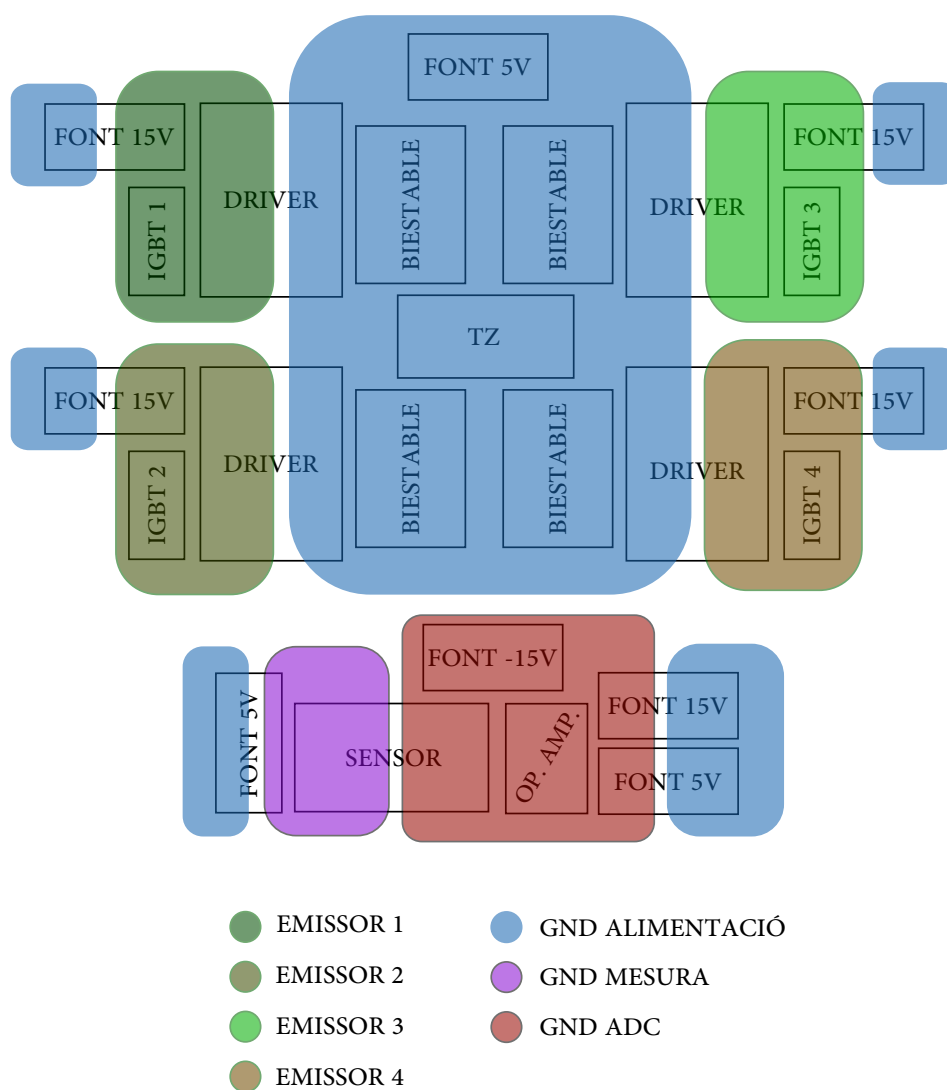 FONT 5V
FONT 15V
FONT 15V
DRIVER
BIESTABLE
BIESTABLE
DRIVER
IGBT 1
IGBT 3
TZ
FONT 15V
FONT 15V
DRIVER
BIESTABLE
BIESTABLE
DRIVER
IGBT 2
IGBT 4
FONT -15V
FONT 5V
SENSOR
OP. AMP.
FONT 15V
FONT 5V
EMISSOR 1
EMISSOR 2
EMISSOR 3
EMISSOR 4
GND ALIMENTACIÓ
GND MESURA
GND ADC